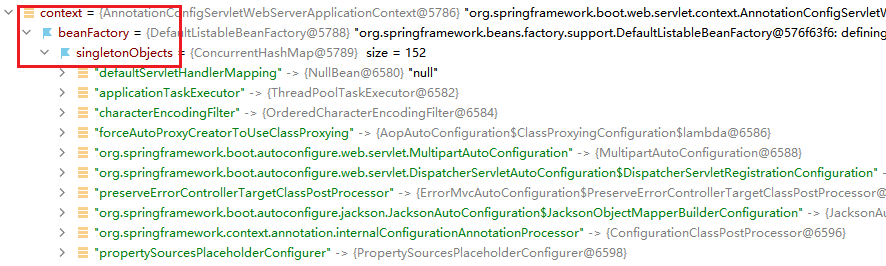 context = {AnnotationConfigServletWebServerApplicationContext@5786} "org.springframework.boot.web.servlet.context.AnnotationConfigServletW
beanFactory = {DefaultListableBeanFactory@5788} "org.springframework.beans.factory.support.DefaultListableBeanFactory@576f63f6: defining
singletonObjects = {ConcurrentHashMap@5789} size = 152
"defaultServletHandlerMapping" -> {NullBean@6580} "null"
"applicationTaskExecutor" -> {ThreadPoolTaskExecutor@6582}
"characterEncodingFilter" -> {OrderedCharacterEncodingFilter@6584}
"forceAutoProxyCreatorToUseClassProxying" -> {AopAutoConfiguration$ClassProxyingConfiguration$lambda@6586}
"org.springframework.boot.autoconfigure.web.servlet.MultipartAutoConfiguration" -> {MultipartAutoConfiguration@6588}
"org.springframework.boot.autoconfigure.web.servlet.DispatcherServletAutoConfiguration$DispatcherServletRegistrationConfiguration" ->
"preserveErrorControllerTargetClassPostProcessor" -> {ErrorMvcAutoConfiguration$PreserveErrorControllerTargetClassPostProcessor@6
"org.springframework.boot.autoconfigure.jackson.JacksonAutoConfiguration$JacksonObjectMapperBuilderConfiguration" -> {JacksonAu
"org.springframework.context.annotation.internalConfigurationAnnotationProcessor" -> {ConfigurationClassPostProcessor@6596}
"propertySourcesPlaceholderConfigurer" -> {PropertySourcesPlaceholderConfigurer@6598}